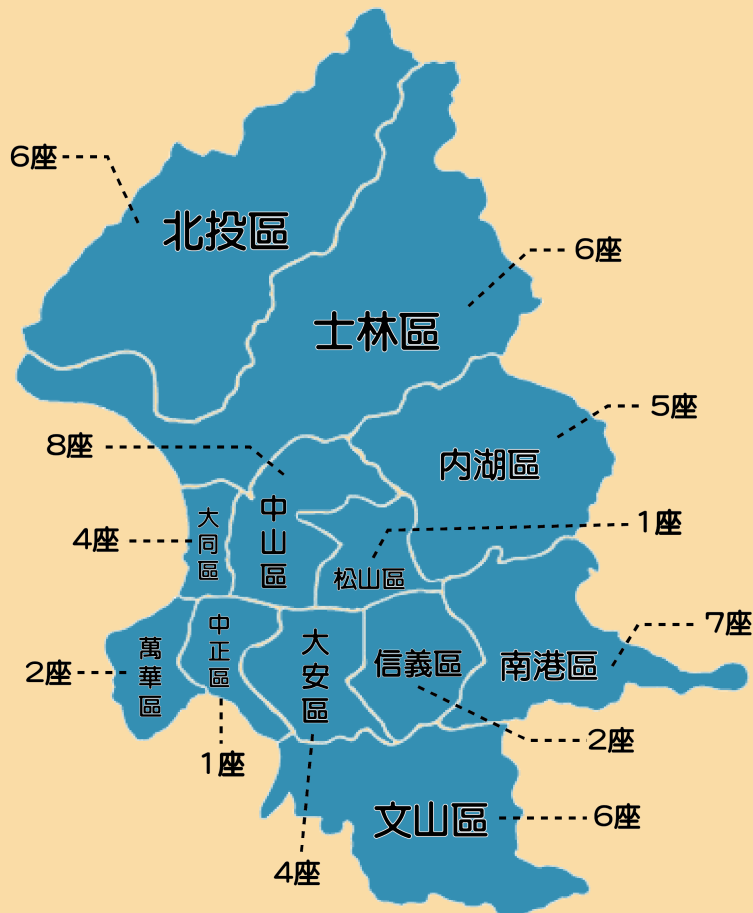 6座
北投區
6座
士林區
5座
8座
内湖區
中山區
大同區
4座
1座
松山區
7座
萬華區
中正區
大安區
信義區
南港區
2座
2座
1座
文山區
6座
4座